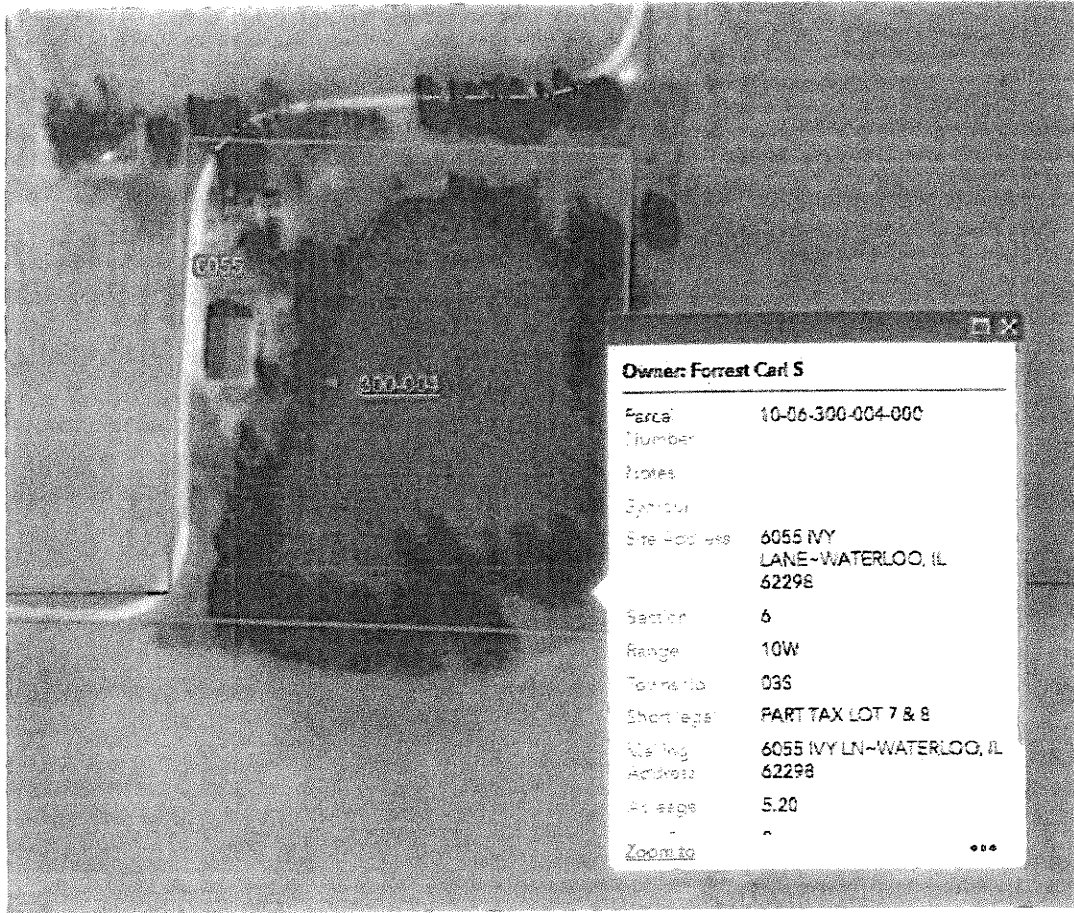 6055
Owner: Forrest Carl S
Parcel 10-06-300-004-000
Number
Notes
Symbol
Site Address 6055 IVY
LANE~WATERLOO, IL
62298
Section 6
Range 10W
Township 03S
Short legal PART TAX LOT 7 & 8
Mailing 6055 IVY LN~WATERLOO, IL
Address 62298
Acreage 5.20
Zoom to